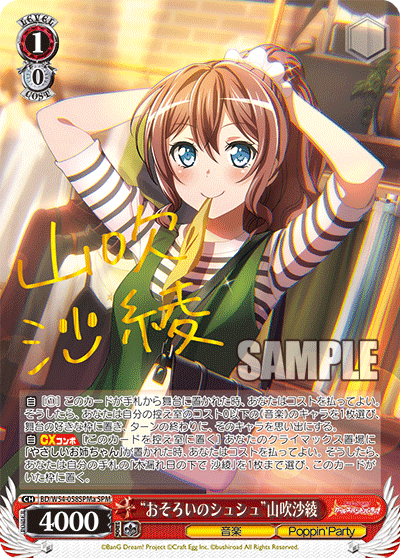 LEVEL
1
0
COST
山吹
沙綾
SAMPLE
自 [(1)] このカードが手札から舞台に置かれた時、あなたはコストを払ってよい。
そうしたら、あなたは自分の控え室のコスト0以下の《音楽》のキャラを1枚選び、
舞台の好きな枠に置き、ターンの終わりに、そのキャラを思い出にする。
自 CXコンボ [このカードを控え室に置く] あなたのクライマックス置場に
「やさしいお姉ちゃん」が置かれた時、あなたはコストを払ってよい。そうしたら、
あなたは自分の手札の「木漏れ日の下で 沙綾」を1枚まで選び、このカードがい
た枠に置く。
CH
BD/W54-058SPMa SPM
4000
“おそろいのシュシュ”山吹沙綾
音楽
Poppin'Party
©BanG Dream! Project ©Craft Egg Inc. ©bushiroad All Rights Reserved.